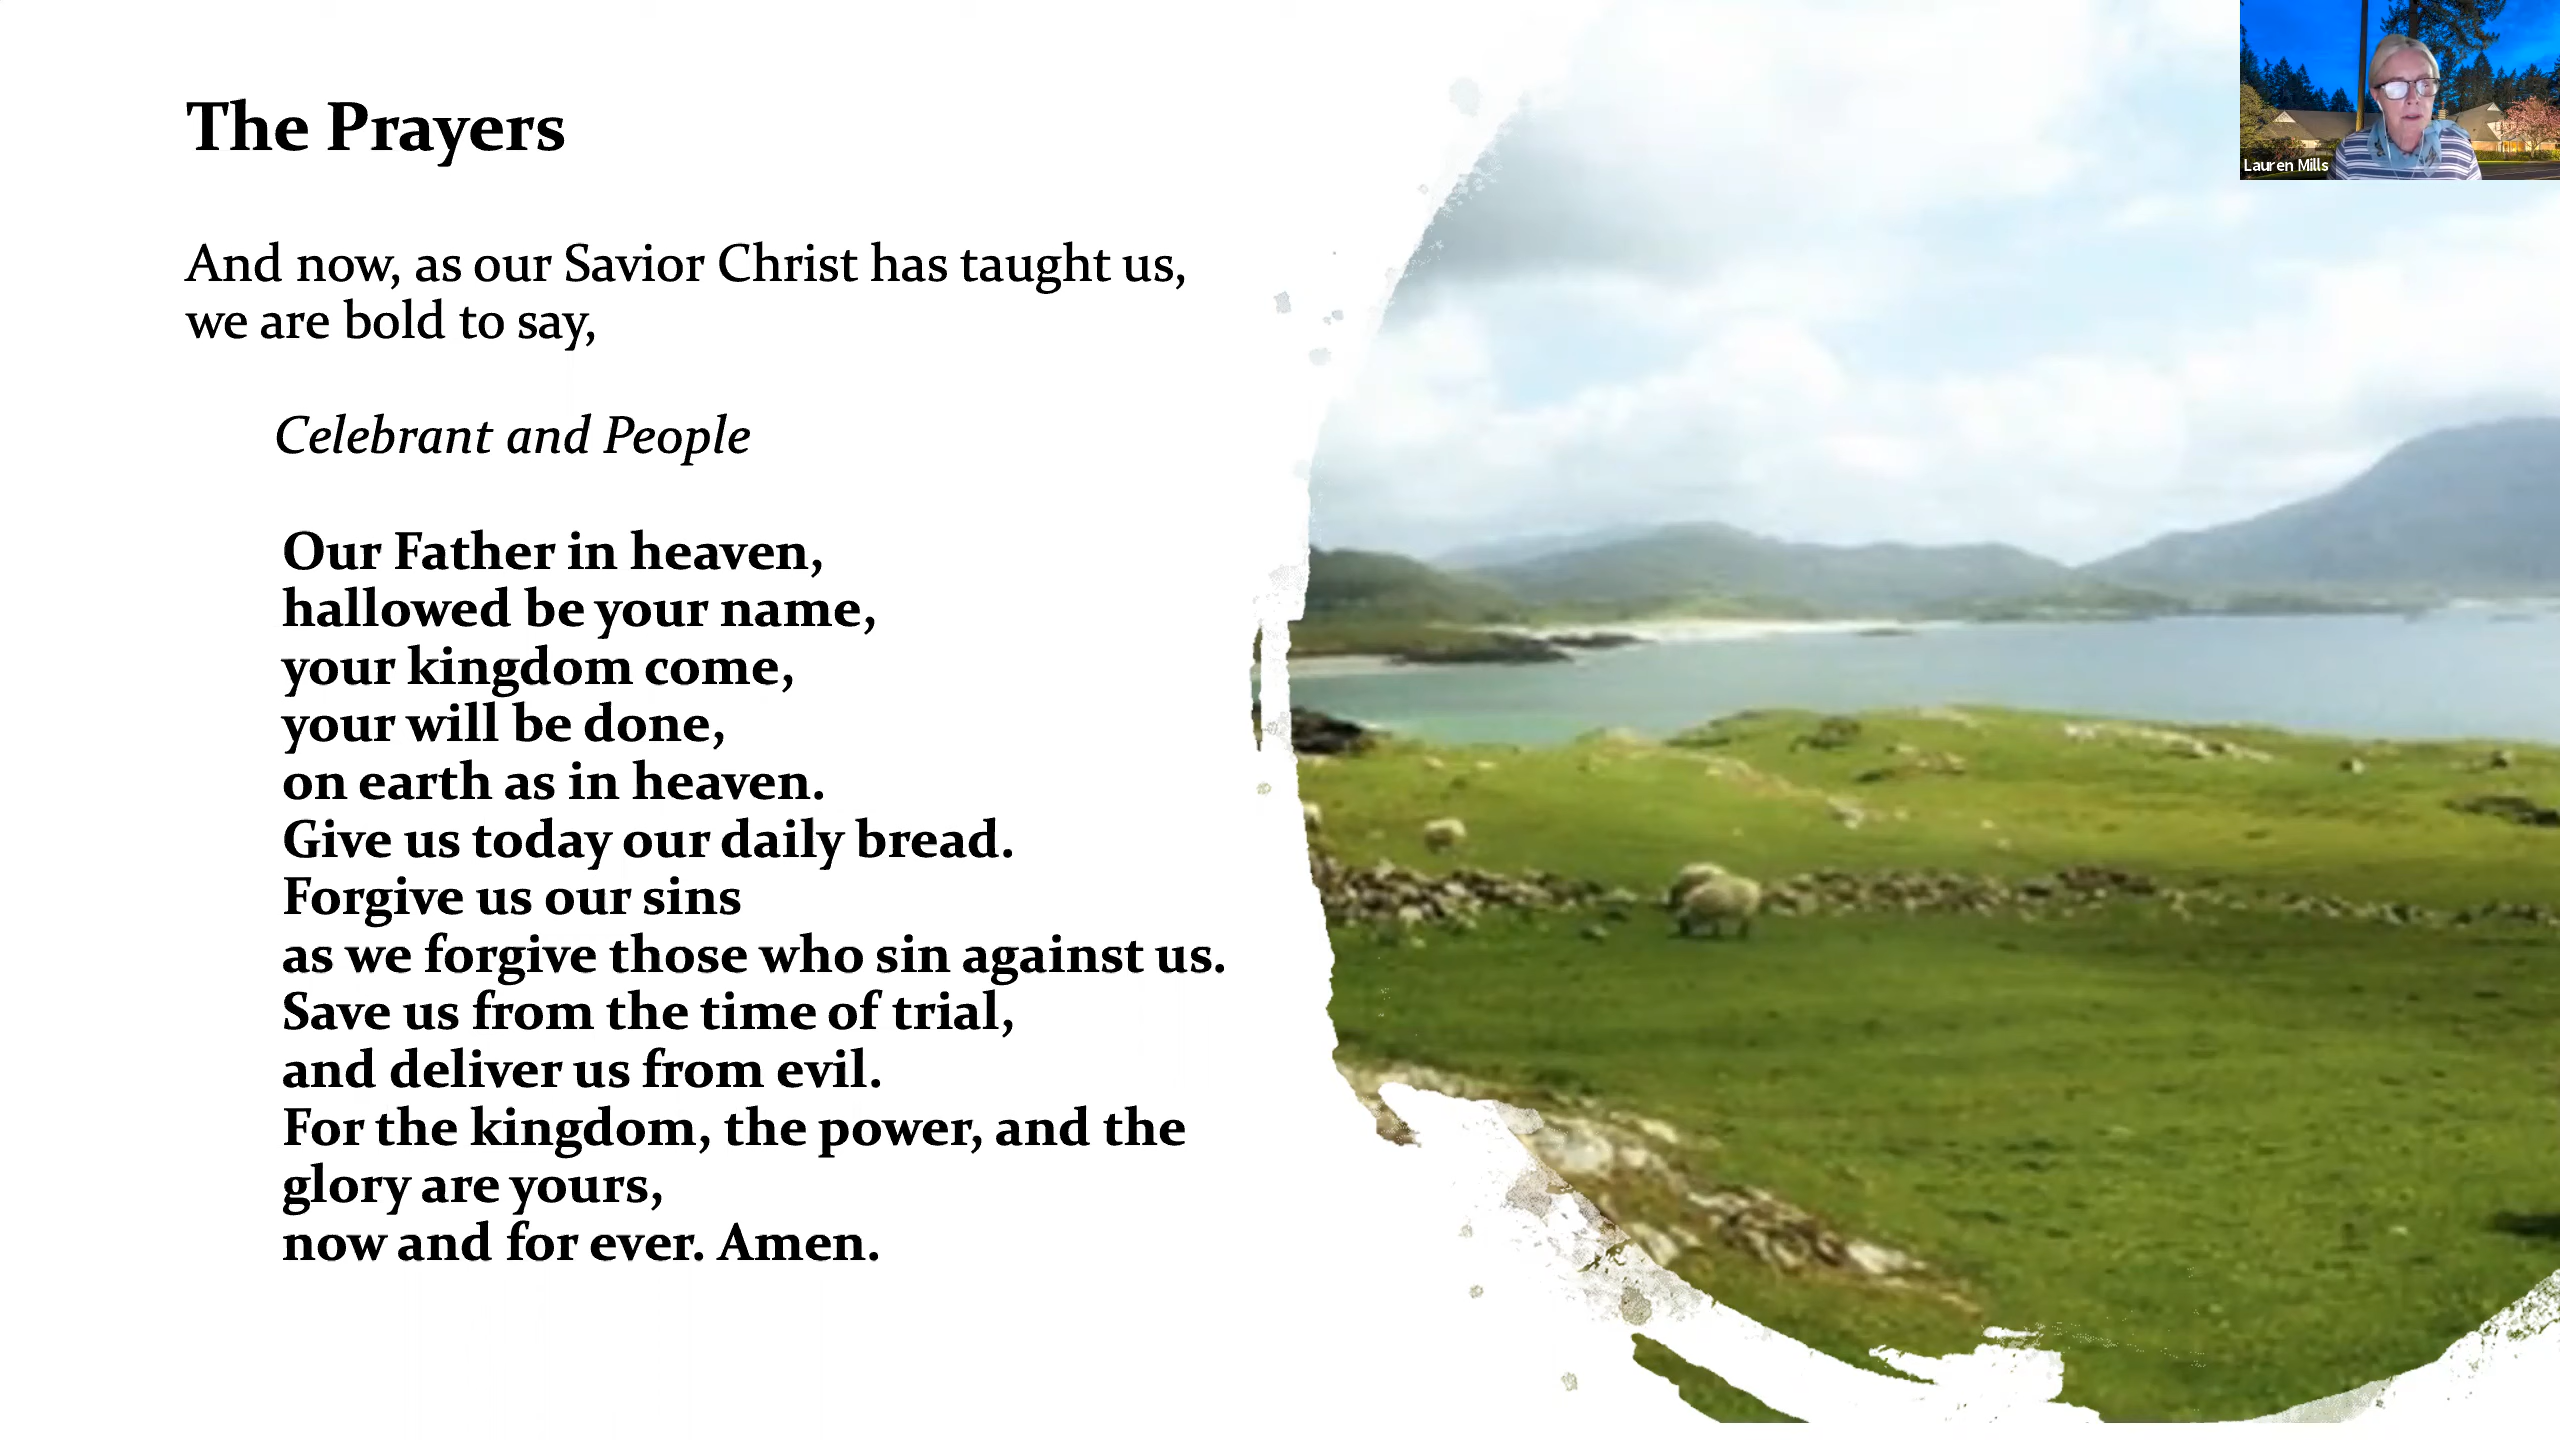 The Prayers
And now, as our Savior Christ has taught us,
we are bold to say,
Celebrant and People
Our Father in heaven,
hallowed be your name,
your kingdom come,
your will be done,
on earth as in heaven.
Give us today our daily bread.
Forgive us our sins
as we forgive those who sin against us.
Save us from the time of trial,
and deliver us from evil.
For the kingdom, the power, and the
glory are yours,
now and for ever. Amen.
Lauren Mills